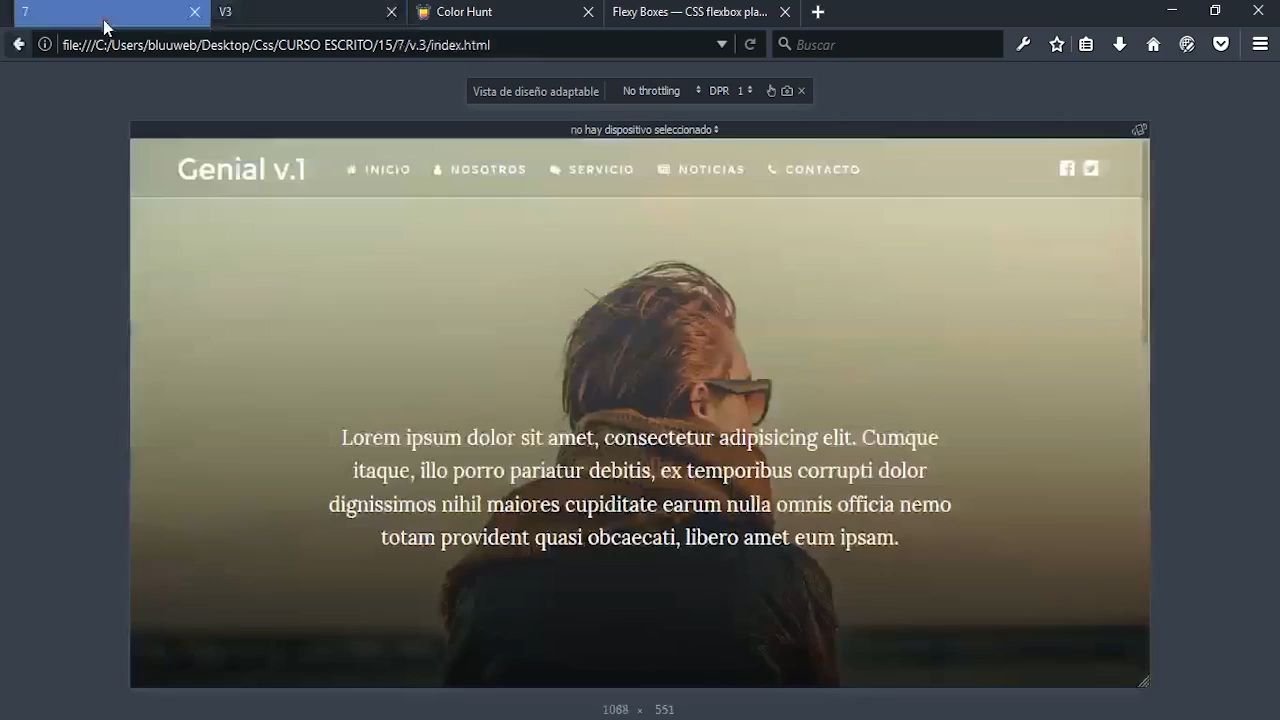 7
V3
Color Hunt
Flexy Boxes — CSS flexbox pla...
file:///C:/Users/bluuweb/Desktop/Css/CURSO ESCRITO/15/7/v.3/index.html
Buscar
Vista de diseño adaptable
No throttling
DPR 1
no hay dispositivo seleccionado
Genial v.1
INICIO
NOSOTROS
SERVICIO
NOTICIAS
CONTACTO
Lorem ipsum dolor sit amet, consectetur adipisicing elit. Cumque
itaque, illo porro pariatur debitis, ex temporibus corrupti dolor
dignissimos nihil maiores cupiditate earum nulla omnis officia nemo
totam provident quasi obcaecati, libero amet eum ipsam.
1068 × 551